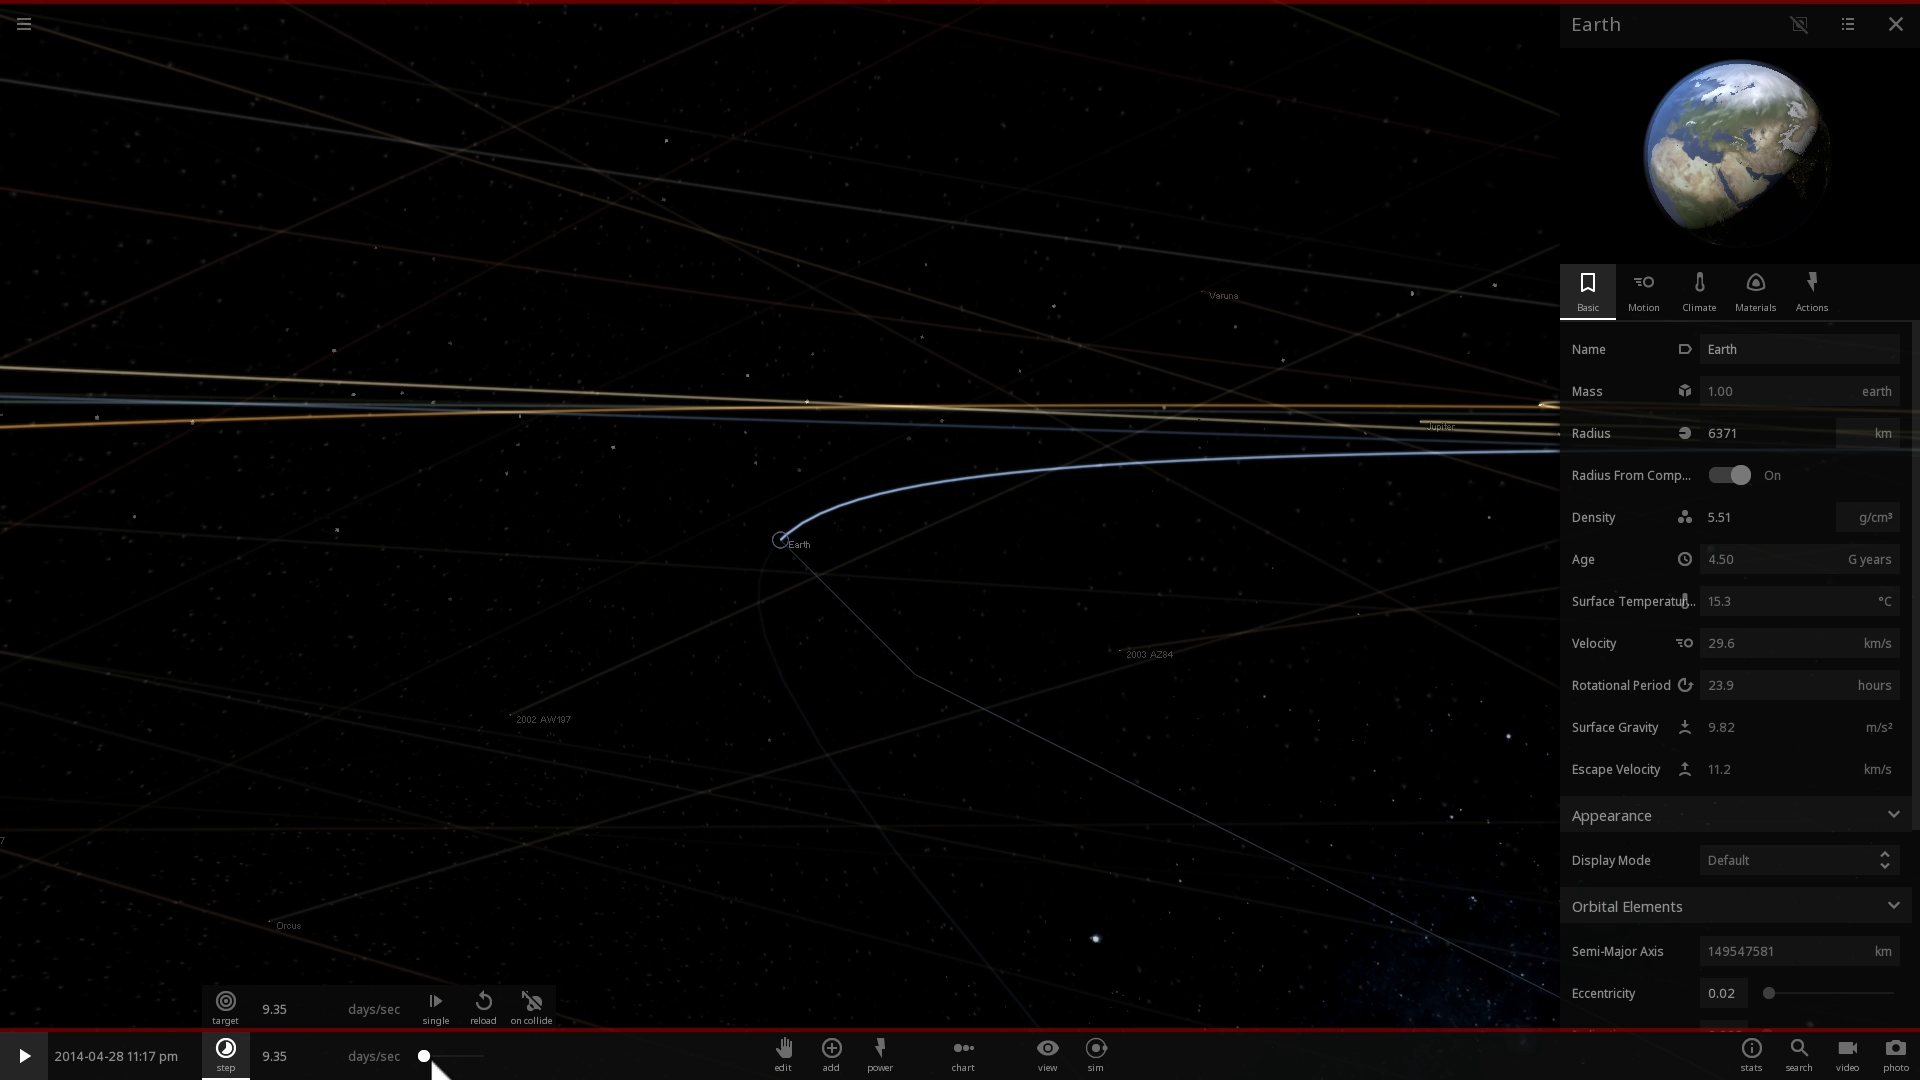 Earth
Basic
Motion
Climate
Materials
Actions
Name Earth
Mass 1.00 earth
Radius 6371 km
Radius From Comp... On
Density 5.51 g/cm³
Age 4.50 G years
Surface Temperatur... 15.3 °C
Velocity 29.6 km/s
Rotational Period 23.9 hours
Surface Gravity 9.82 m/s²
Escape Velocity 11.2 km/s
Appearance
Display Mode Default
Orbital Elements
Semi-Major Axis 149547581 km
Eccentricity 0.02
Varuna
Jupiter
Earth
2003 AZ84
2002 AW197
7
Orcus
target 9.35 days/sec single reload on collide
2014-04-28 11:17 pm step 9.35 days/sec
edit add power chart view sim
stats search video photo